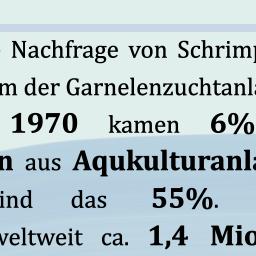 Nachfrage von Schrimp
m der Garnelenzuchtanla
1970 kamen 6%
n aus Aqukulturanla
ind das 55%.
weltweit ca. 1,4 Mio